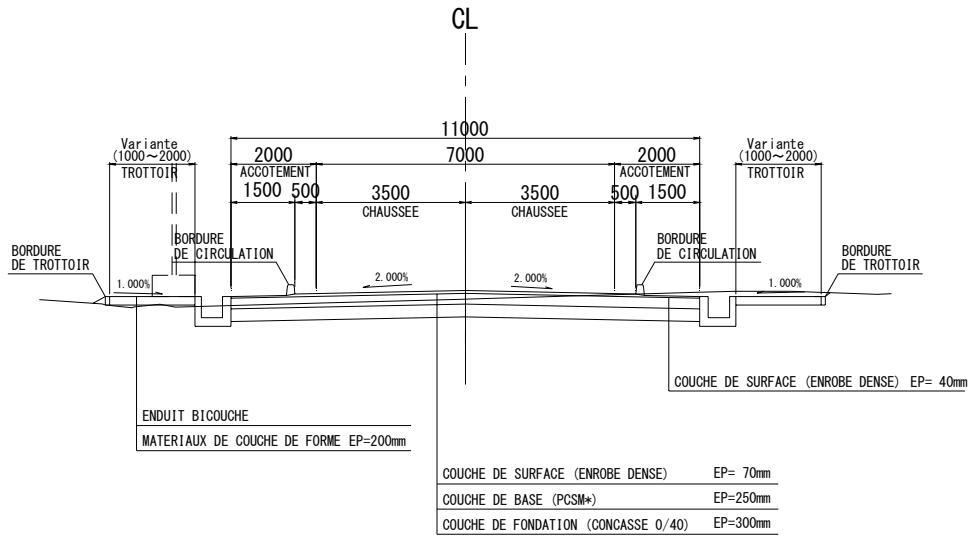 CL
11000
Variante
(1000～2000)
TROTTOIR
2000
ACCOTEMENT
7000
2000
ACCOTEMENT
Variante
(1000～2000)
TROTTOIR
1500
500
3500
CHAUSSEE
3500
CHAUSSEE
500
1500
BORDURE
DE TROTTOIR
BORDURE
DE CIRCULATION
BORDURE
DE CIRCULATION
BORDURE
DE TROTTOIR
1.000%
2.000%
2.000%
1.000%
COUCHE DE SURFACE (ENROBE DENSE) EP= 40mm
ENDUIT BICOUCHE
MATERIAUX DE COUCHE DE FORME EP=200mm
COUCHE DE SURFACE (ENROBE DENSE) EP= 70mm
COUCHE DE BASE (PCSM*) EP=250mm
COUCHE DE FONDATION (CONCASSE 0/40) EP=300mm